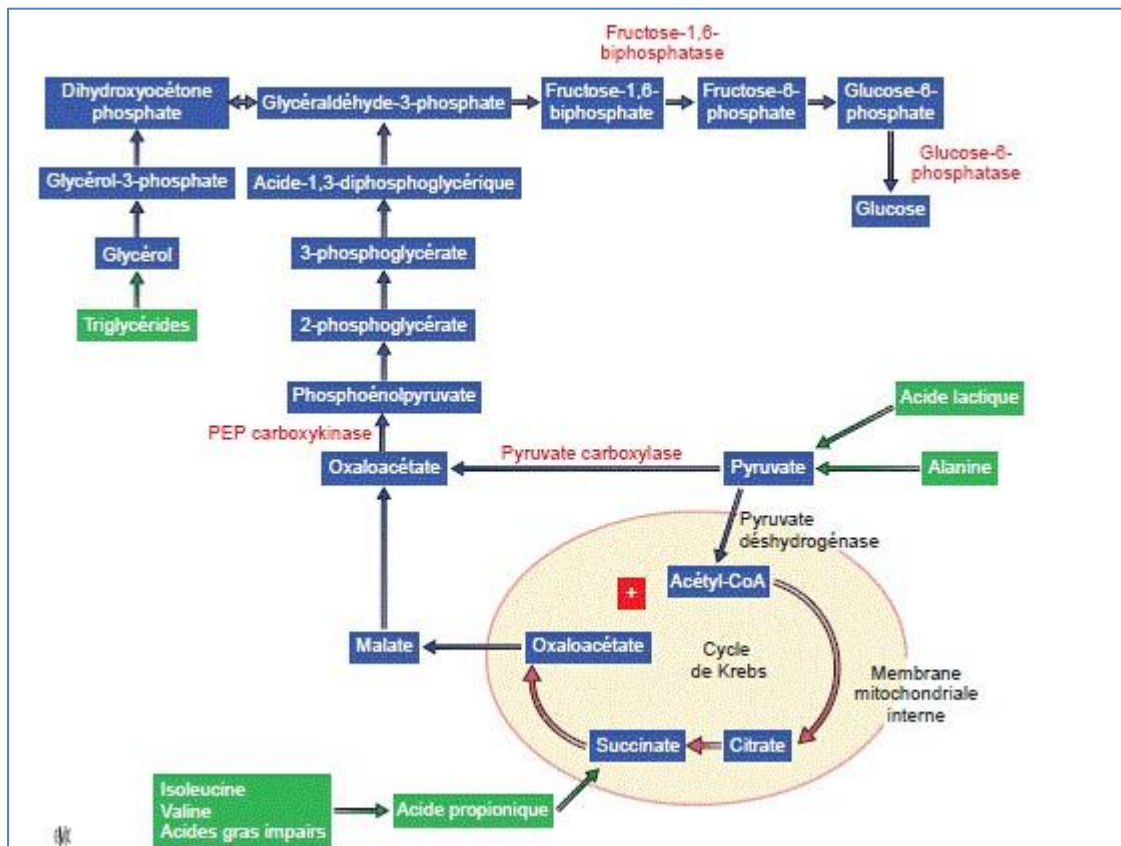 Fructose-1,6-
biphosphatase
Dihydroxyocétone
phosphate
Glycéraldéhyde-3-phosphate
Fructose-1,6-
biphosphate
Fructose-6-
phosphate
Glucose-6-
phosphate
Glycérol-3-phosphate
Acide-1,3-diphosphoglycérique
Glucose-6-
phosphatase
Glucose
Glycérol
3-phosphoglycérate
Triglycérides
2-phosphoglycérate
Phosphoénolpyruvate
Acide lactique
PEP carboxykinase
Oxaloacétate
Pyruvate carboxylase
Pyruvate
Alanine
Pyruvate
déshydrogénase
Acétyl-CoA
+
Malate
Oxaloacétate
Cycle
de Krebs
Membrane
mitochondriale
interne
Succinate
Citrate
Isoleucine
Valine
Acides gras impairs
Acide propionique